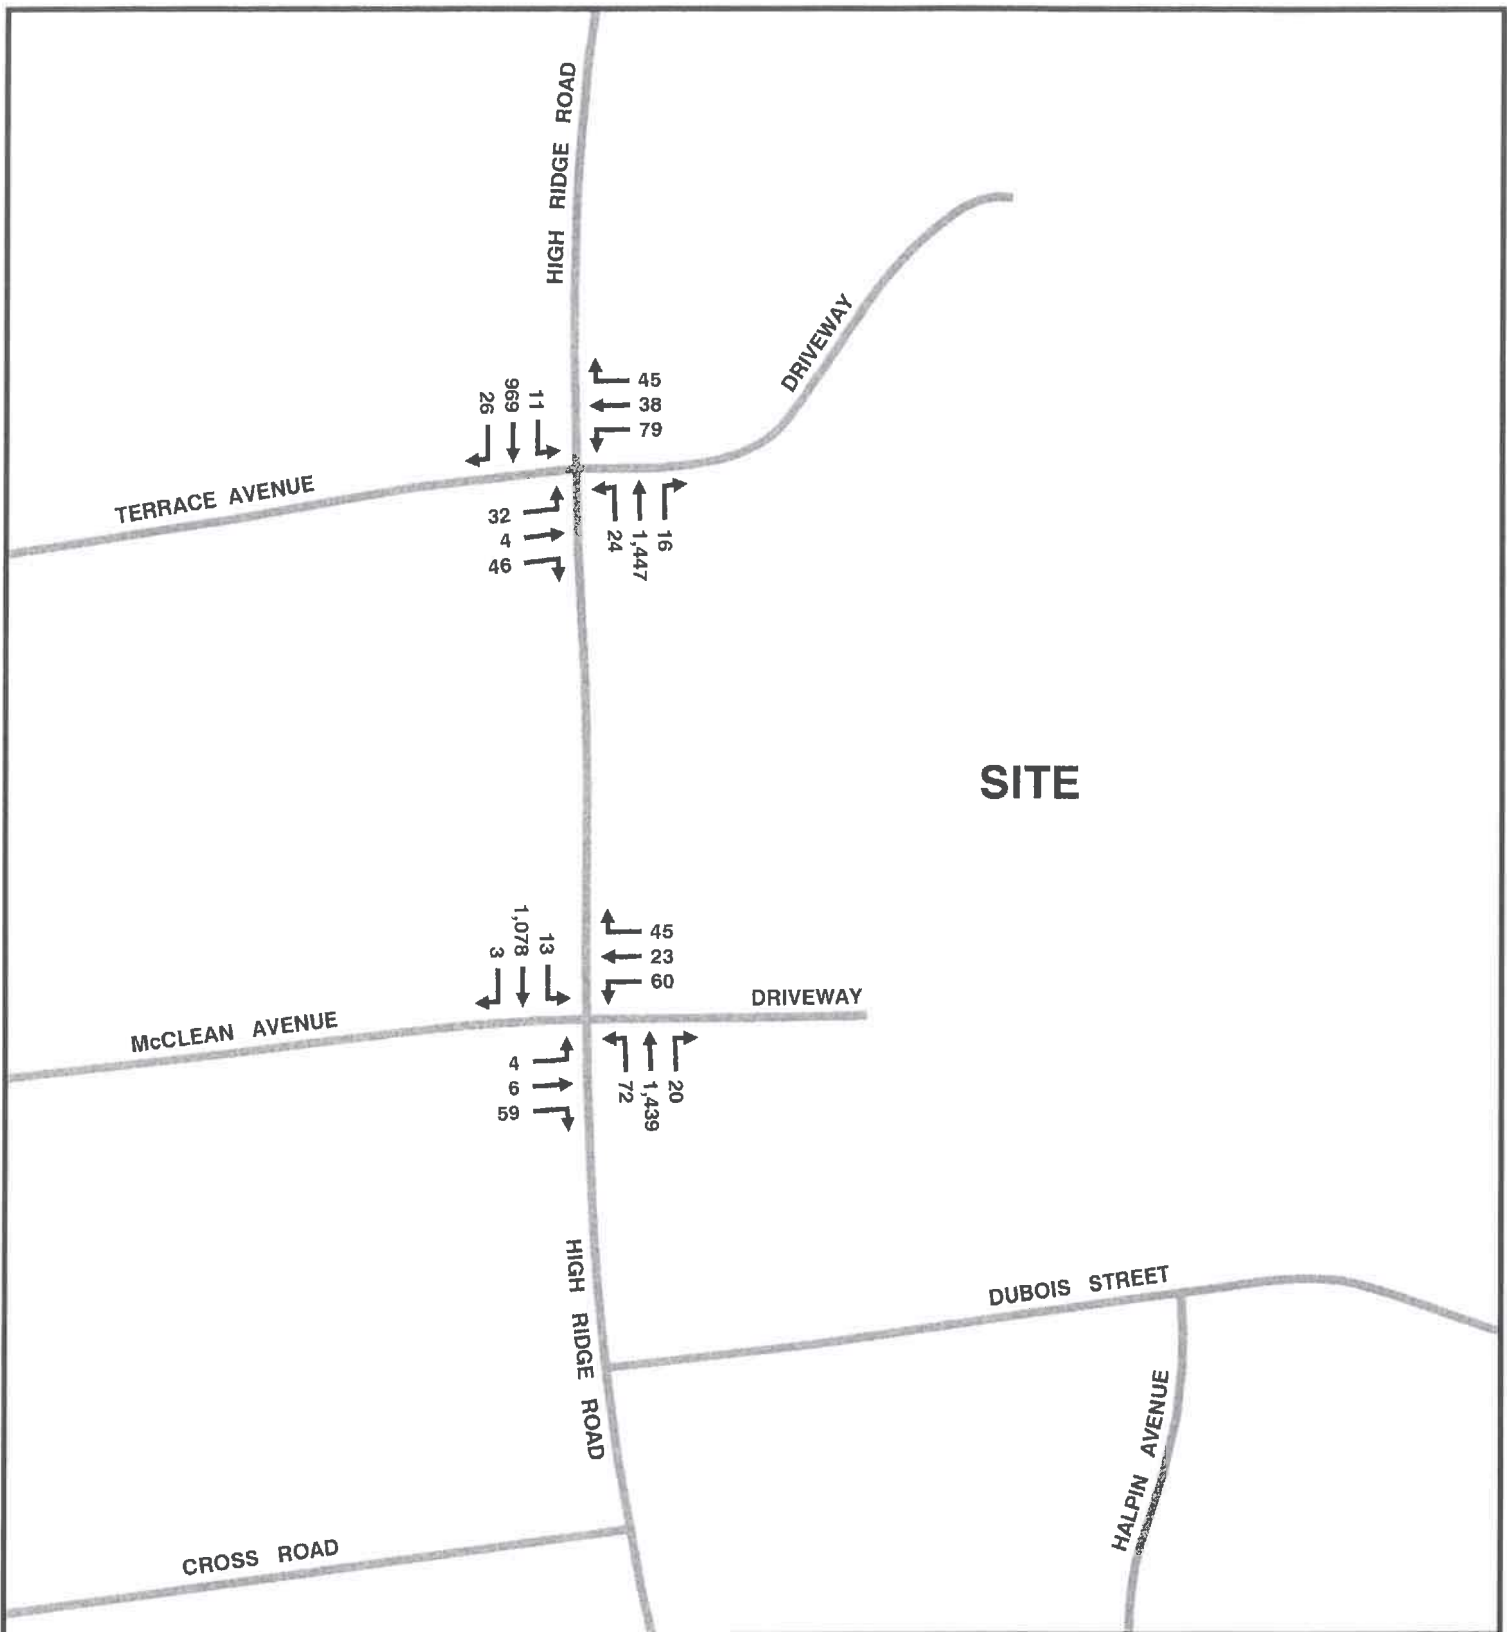 HIGH RIDGE ROAD
DRIVEWAY
26
969
11
45
38
79
TERRACE AVENUE
32
4
46
24
1,447
16
SITE
3
1,078
13
45
23
60
DRIVEWAY
McCLEAN AVENUE
4
6
59
72
1,439
20
HIGH RIDGE ROAD
DUBOIS STREET
HALPIN AVENUE
CROSS ROAD